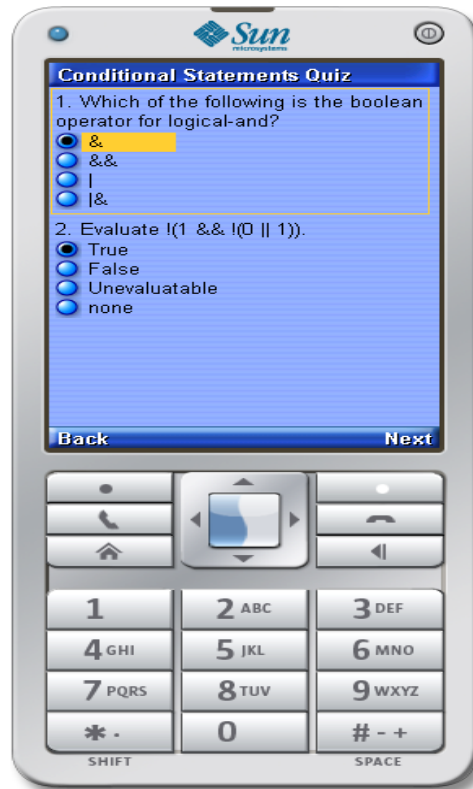 Sun
microsystems
Conditional Statements Quiz
1. Which of the following is the boolean
operator for logical-and?
&
&&
|
|&
2. Evaluate !(1 && !(0 || 1)).
True
False
Unevaluatable
none
Back Next
1 2 ABC 3 DEF
4 GHI 5 JKL 6 MNO
7 PQRS 8 TUV 9 WXYZ
* . 0 # - +
SHIFT SPACE